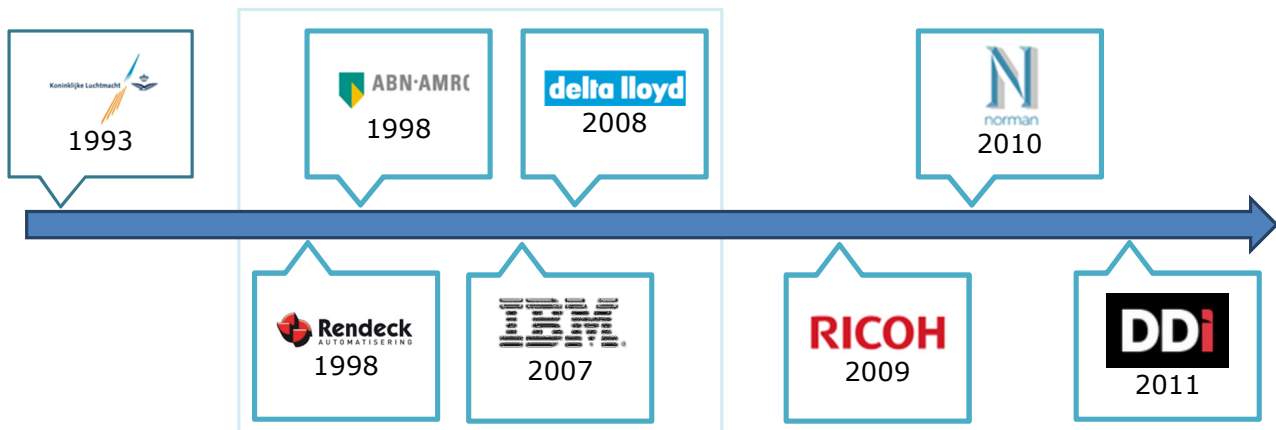 Koninklijke Luchtmacht
1993
ABN·AMRO
1998
delta lloyd
2008
norman
2010
Rendeck
AUTOMATISERING
1998
IBM.
2007
RICOH
2009
DDi
2011